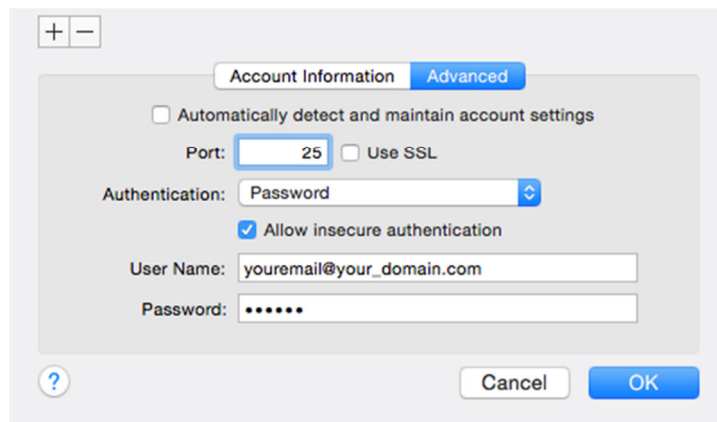 + −
Account Information Advanced
Automatically detect and maintain account settings
Port: 25 Use SSL
Authentication: Password
Allow insecure authentication
User Name: youremail@your_domain.com
Password: ••••••
? Cancel OK